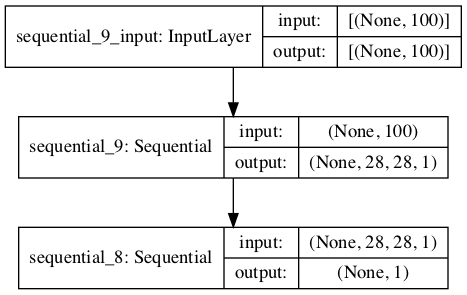 sequential_9_input: InputLayer
input: [(None, 100)]
output: [(None, 100)]
sequential_9: Sequential
input: (None, 100)
output: (None, 28, 28, 1)
sequential_8: Sequential
input: (None, 28, 28, 1)
output: (None, 1)